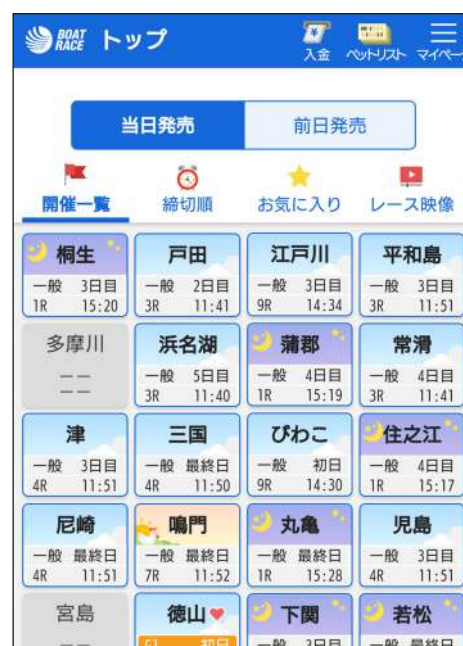 BOAT RACE トップ 入金 ベットリスト マイペー
当日発売 前日発売
開催一覧 締切順 お気に入り レース映像
桐生 戸田 江戸川 平和島
一般 3日目 一般 2日目 一般 3日目 一般 3日目
1R 15:20 3R 11:41 9R 14:34 3R 11:51
多摩川 浜名湖 蒲郡 常滑
-- 一般 5日目 一般 4日目 一般 4日目
-- 3R 11:40 1R 15:19 3R 11:41
津 三国 びわこ 住之江
一般 3日目 一般 最終日 一般 初日 一般 4日目
4R 11:51 4R 11:50 9R 14:30 1R 15:17
尼崎 鳴門 丸亀 児島
一般 最終日 一般 最終日 一般 最終日 一般 3日目
4R 11:51 7R 11:52 1R 15:28 4R 11:51
宮島 徳山 下関 若松
-- 初日 一般 3日目 一般 最終日